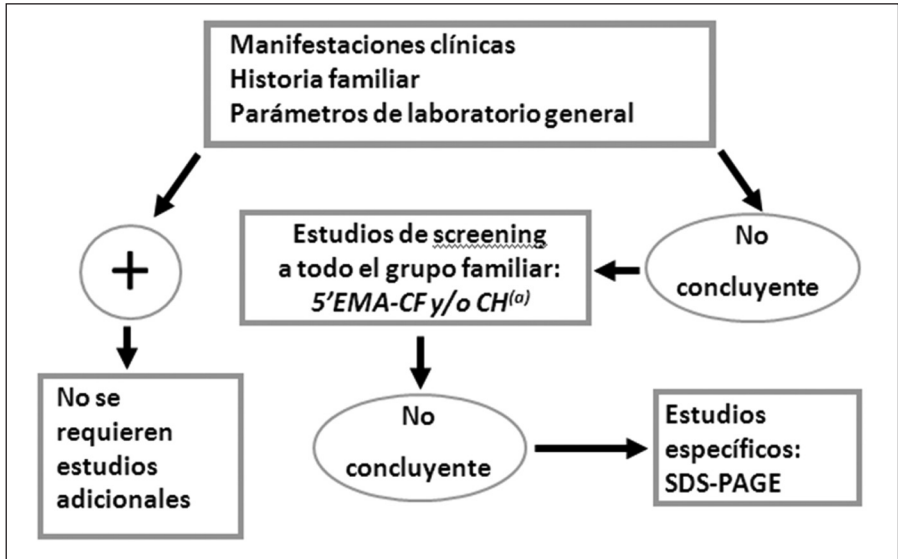 Manifestaciones clínicas
Historia familiar
Parámetros de laboratorio general
+
No se
requieren
estudios
adicionales
No
concluyente
Estudios de screening
a todo el grupo familiar:
5’EMA-CF y/o CH(a)
No
concluyente
Estudios
específicos:
SDS-PAGE